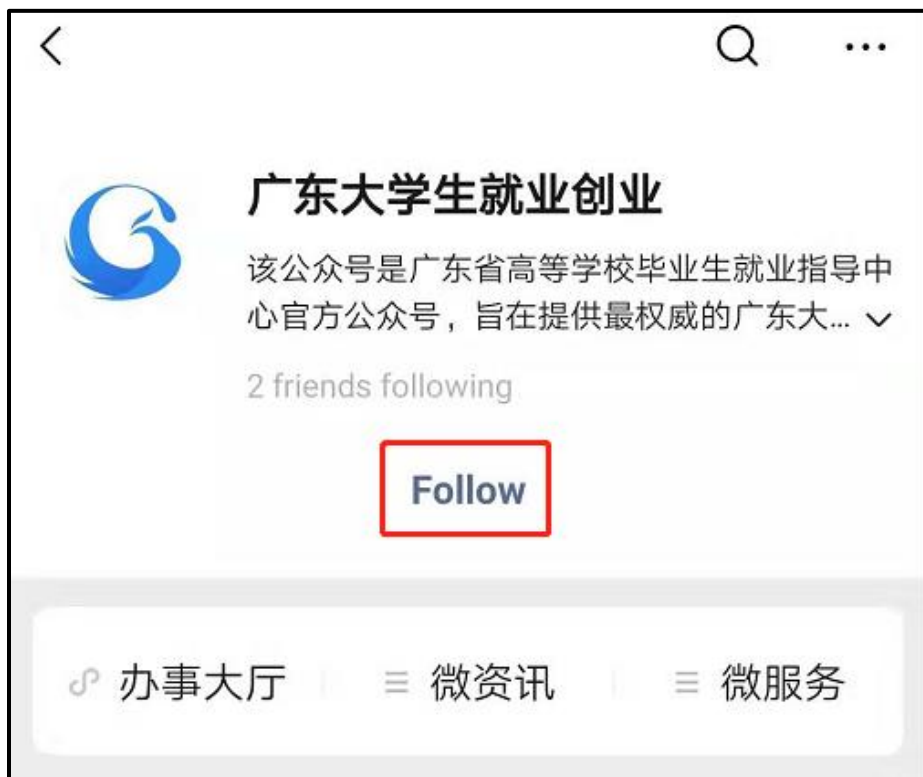 广东大学生就业创业
该公众号是广东省高等学校毕业生就业指导中
心官方公众号，旨在提供最权威的广东大...
2 friends following
Follow
办事大厅 微资讯 微服务